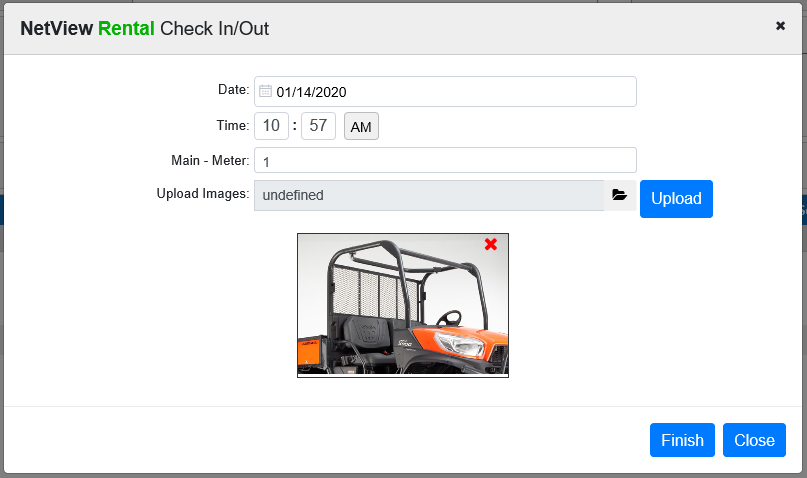 NetView Rental Check In/Out
Date: 01/14/2020
Time: 10 : 57 AM
Main - Meter: 1
Upload Images: undefined Upload
Finish Close